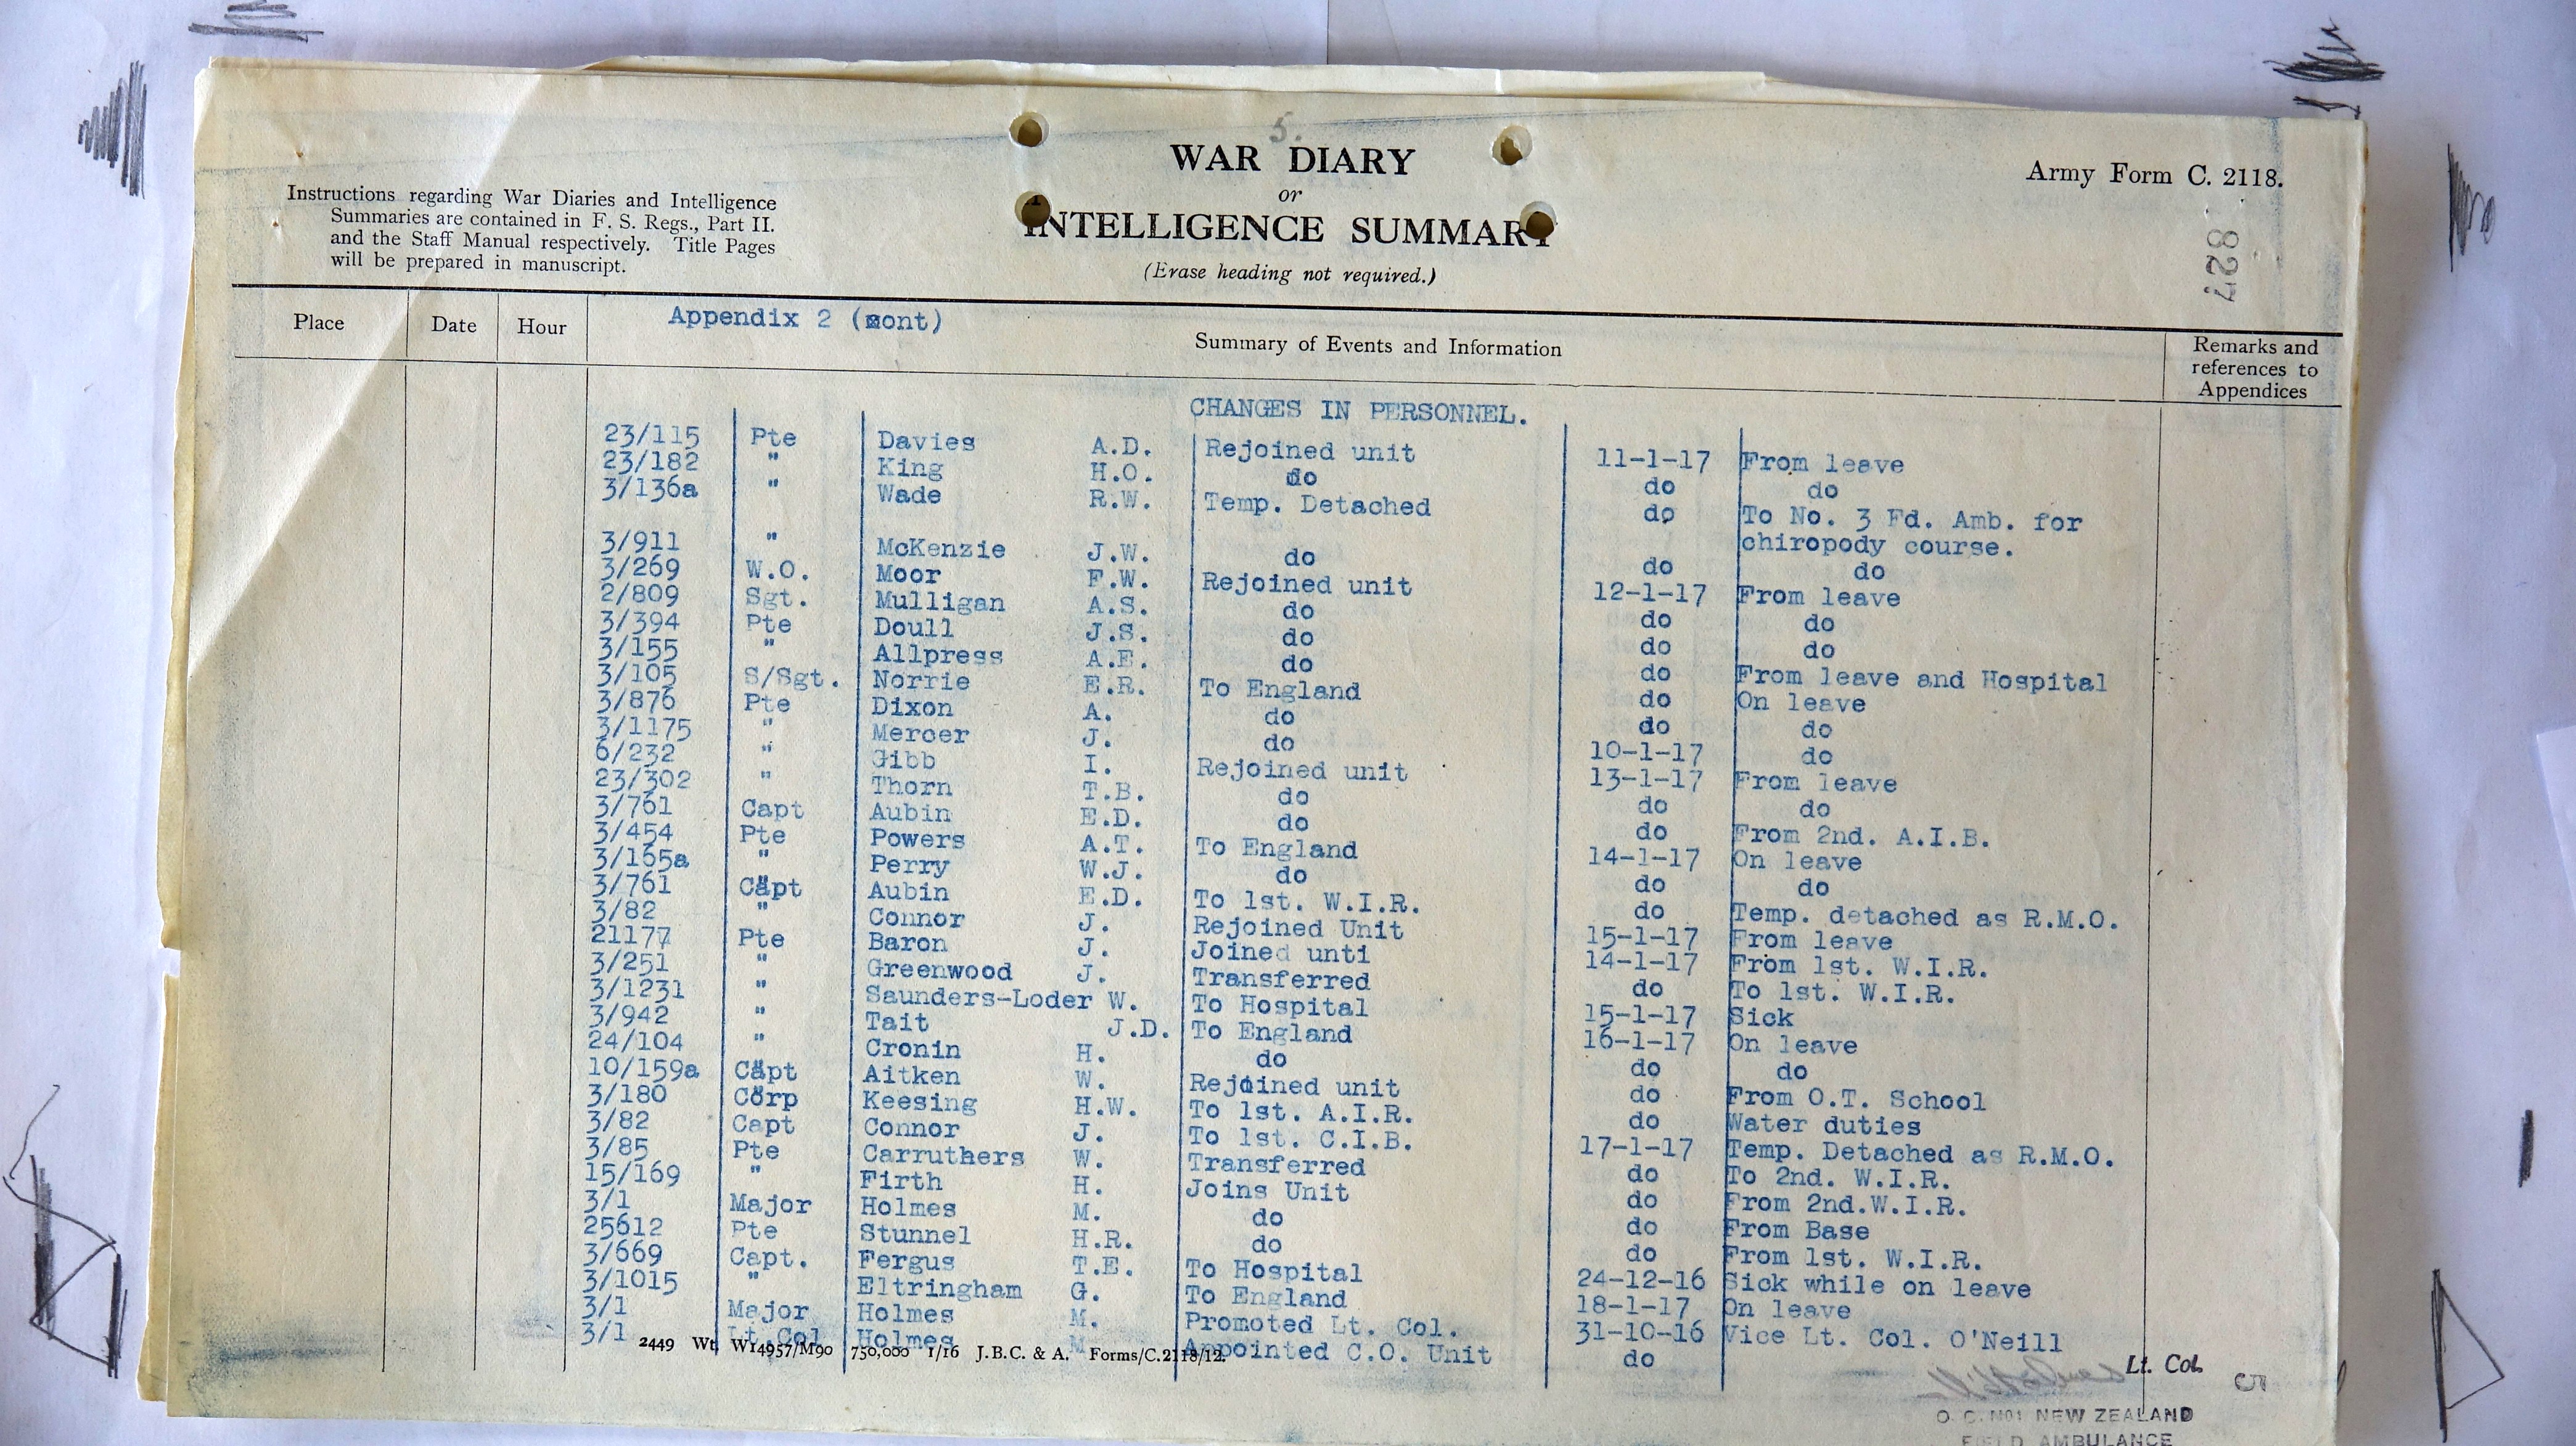 5.
WAR DIARY
or
INTELLIGENCE SUMMARY
(Erase heading not required.)
Army Form C. 2118.
Instructions regarding War Diaries and Intelligence
Summaries are contained in F. S. Regs., Part II.
and the Staff Manual respectively. Title Pages
will be prepared in manuscript.
827
Place Date Hour Appendix 2 (cont)
Summary of Events and Information
Remarks and
references to
Appendices
CHANGES IN PERSONNEL.
23/115 Pte Davies A.D. Rejoined unit 11-1-17 From leave
23/182 " King H.O. do do do
3/136a " Wade R.W. Temp. Detached do To No. 3 Fd. Amb. for
chiropody course.
3/911 " McKenzie J.W. do do do
3/269 W.O. Moor F.W. Rejoined unit 12-1-17 From leave
2/809 Sgt. Mulligan A.S. do do do
3/394 Pte Doull J.S. do do do
3/155 " Allpress A.E. do do From leave and Hospital
3/105 S/Sgt. Norrie E.R. To England do On leave
3/876 Pte Dixon A. do do do
3/1175 " Mercer J. do 10-1-17 do
6/232 " Gibb I. Rejoined unit 13-1-17 From leave
23/302 " Thorn T.B. do do do
3/761 Capt Aubin E.D. do do From 2nd. A.I.B.
3/454 Pte Powers A.T. To England 14-1-17 On leave
3/165a " Perry W.J. do do do
3/761 Capt Aubin E.D. To 1st. W.I.R. do Temp. detached as R.M.O.
3/82 " Connor J. Rejoined Unit 15-1-17 From leave
21177 Pte Baron J. Joined unti 14-1-17 From 1st. W.I.R.
3/251 " Greenwood J. Transferred do To 1st. W.I.R.
3/1231 " Saunders-Loder W. To Hospital 15-1-17 Sick
3/942 " Tait J.D. To England 16-1-17 On leave
24/104 " Cronin H. do do do
10/159a Capt Aitken W. Rejoined unit do From O.T. School
3/180 Corp Keesing H.W. To 1st. A.I.R. do Water duties
3/82 Capt Connor J. To 1st. C.I.B. 17-1-17 Temp. Detached as R.M.O.
3/85 Pte Carruthers W. Transferred do To 2nd. W.I.R.
15/169 " Firth H. Joins Unit do From 2nd.W.I.R.
3/1 Major Holmes M. do do From Base
25612 Pte Stunnel H.R. do do From 1st. W.I.R.
3/669 Capt. Fergus T.E. To Hospital 24-12-16 Sick while on leave
3/1015 " Eltringham G. To England 18-1-17 On leave
3/1 Major Holmes M. Promoted Lt. Col. 31-10-16 Vice Lt. Col. O'Neill
3/1 Lt.Col Holmes M Appointed C.O. Unit do
2449 Wt. W14957/M90 750,000 1/16 J.B.C. & A. Forms/C.2118/12.
Lt. Col.
5
O.C. No1 NEW ZEALAND
FIELD AMBULANCE